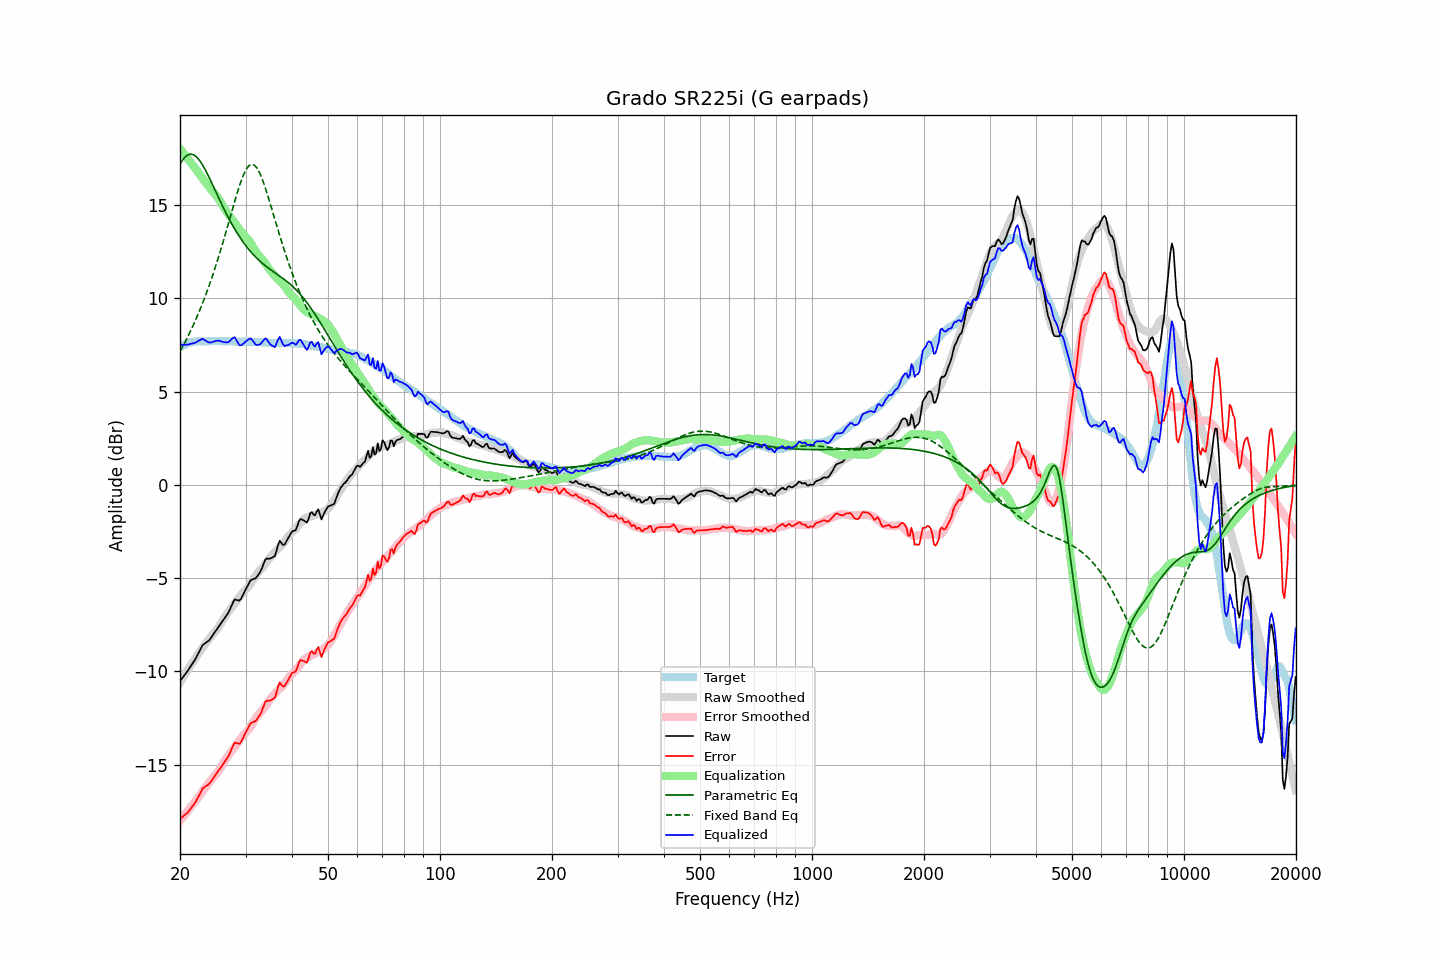 Grado SR225i (G earpads)
Amplitude (dBr)
15
10
5
0
−5
−10
−15
Target
Raw Smoothed
Error Smoothed
Raw
Error
Equalization
Parametric Eq
Fixed Band Eq
Equalized
20 50 100 200 500 1000 2000 5000 10000 20000
Frequency (Hz)